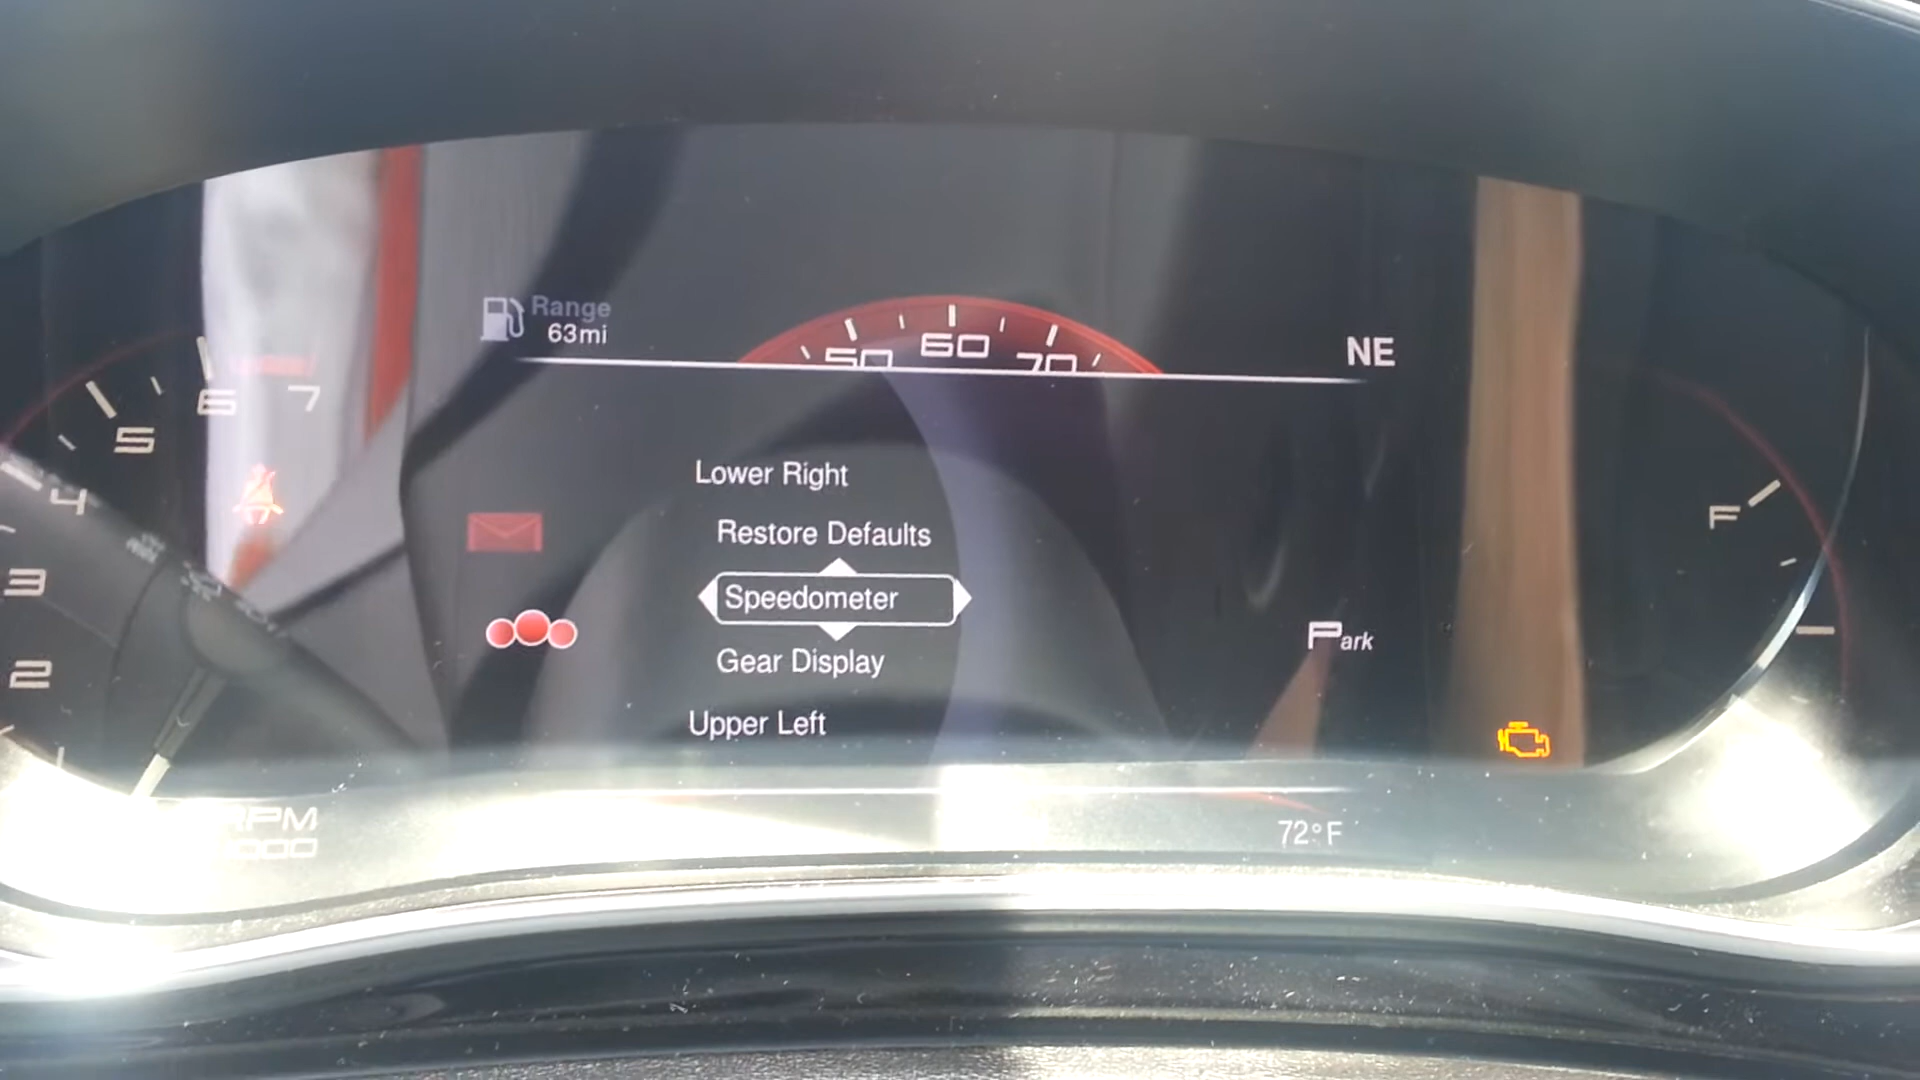 Range
63mi
50 60 70
NE
7
6
5
4
3
2
1
Lower Right
Restore Defaults
Speedometer
Gear Display
Upper Left
Park
F
RPM
72°F